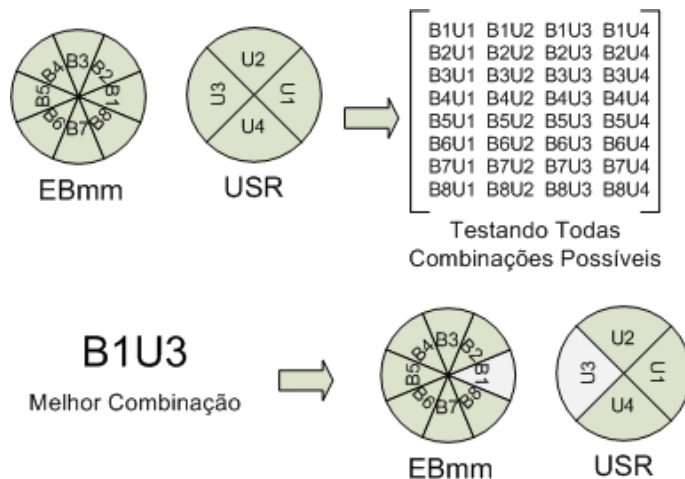 B1 B2 B3 B4 B5 B6 B7 B8
EBmm
U1 U2 U3 U4
USR
B1U1 B1U2 B1U3 B1U4
B2U1 B2U2 B2U3 B2U4
B3U1 B3U2 B3U3 B3U4
B4U1 B4U2 B4U3 B4U4
B5U1 B5U2 B5U3 B5U4
B6U1 B6U2 B6U3 B6U4
B7U1 B7U2 B7U3 B7U4
B8U1 B8U2 B8U3 B8U4
Testando Todas
Combinações Possíveis
B1U3
Melhor Combinação
B1 B2 B3 B4 B5 B6 B7 B8
EBmm
U1 U2 U3 U4
USR